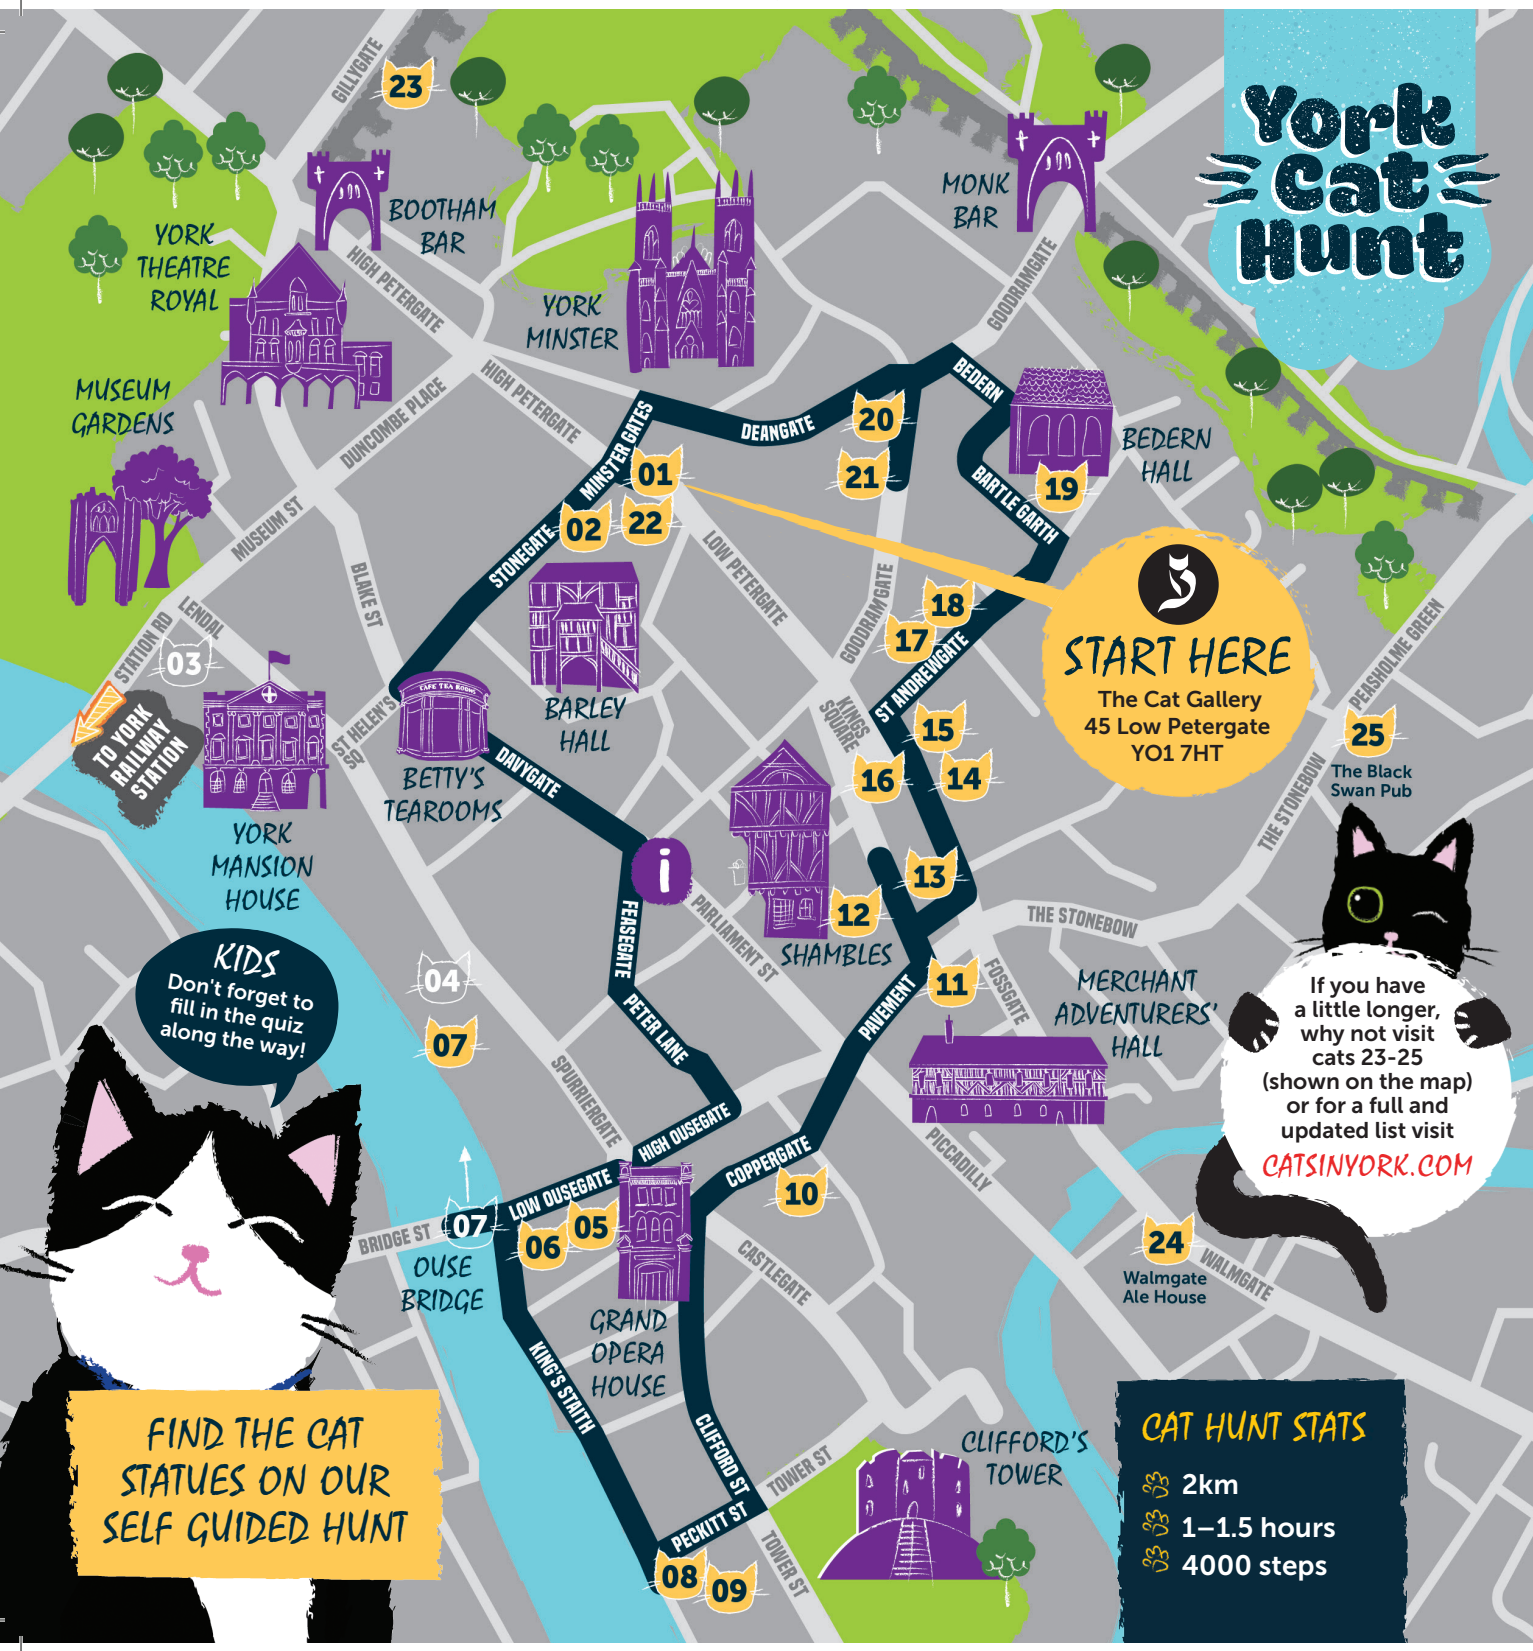 York
Cat
Hunt
GILLYGATE
23
BOOTHAM
BAR
MONK
BAR
YORK
THEATRE
ROYAL
HIGH PETERGATE
YORK
MINSTER
GOODRAMGATE
MUSEUM
GARDENS
DUNCOMBE PLACE
HIGH PETERGATE
BEDERN
BEDERN
HALL
DEANGATE
20
21
19
BARTLE GARTH
MINSTER GATES
01
02
22
STONEGATE
MUSEUM ST
LOW PETERGATE
BLAKE ST
LENDAL
STATION RD
03
TO YORK
RAILWAY
STATION
GOODRAMGATE
18
17
ST ANDREWGATE
START HERE
The Cat Gallery
45 Low Petergate
YO1 7HT
PEASHOLME GREEN
25
The Black
Swan Pub
THE STONEBOW
CAFE TEA ROOMS
BARLEY
HALL
ST HELEN'S
SQ
BETTY'S
TEAROOMS
DAVYGATE
KINGS
SQUARE
15
16
14
YORK
MANSION
HOUSE
i
13
12
SHAMBLES
FEASEGATE
PARLIAMENT ST
THE STONEBOW
KIDS
Don't forget to
fill in the quiz
along the way!
04
07
PETER LANE
11
PAVEMENT
FOSSGATE
MERCHANT
ADVENTURERS'
HALL
If you have
a little longer,
why not visit
cats 23-25
(shown on the map)
or for a full and
updated list visit
CATSINYORK.COM
SPURRIERGATE
HIGH OUSEGATE
COPPERGATE
10
PICCADILLY
LOW OUSEGATE
07
BRIDGE ST
06
05
OUSE
BRIDGE
CASTLEGATE
24
Walmgate
Ale House
WALMGATE
GRAND
OPERA
HOUSE
KING'S STAITH
CLIFFORD ST
TOWER ST
CLIFFORD'S
TOWER
PECKITT ST
TOWER ST
08
09
FIND THE CAT
STATUES ON OUR
SELF GUIDED HUNT
CAT HUNT STATS
2km
1–1.5 hours
4000 steps